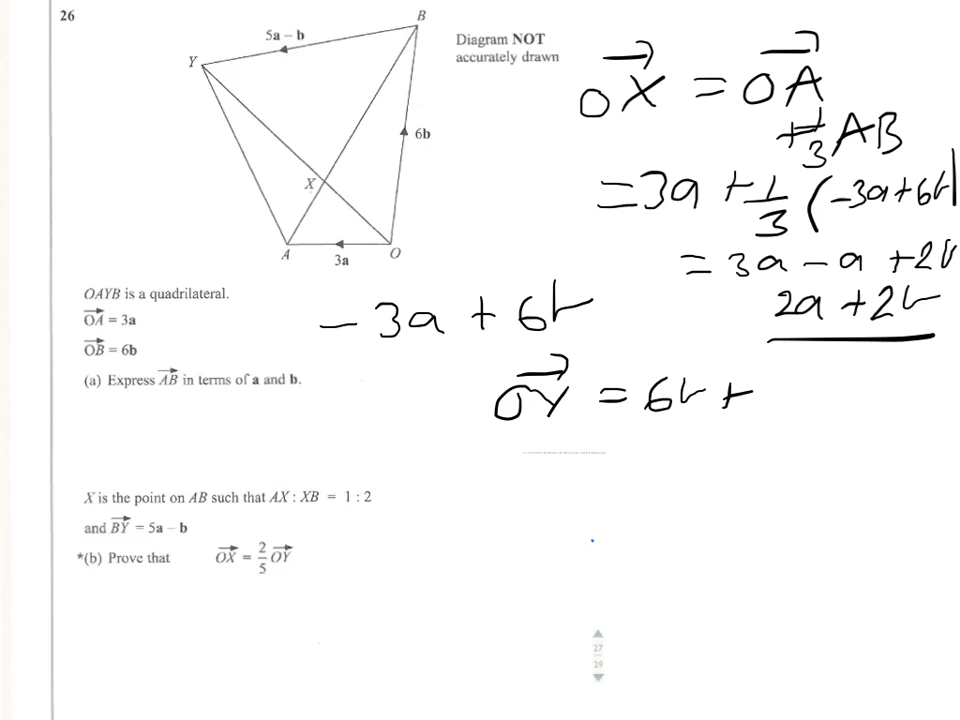 26
B
5a – b
Y
Diagram NOT
accurately drawn
6b
X
A
O
3a
OAYB is a quadrilateral.
OA = 3a
OB = 6b
(a) Express AB in terms of a and b.
X is the point on AB such that AX : XB = 1 : 2
and BY = 5a – b
*(b) Prove that OX = 2/5 OY
OX = OA
+ 1/3 AB
= 3a + 1/3 (-3a + 6b)
= 3a – a + 2b
2a + 2b
– 3a + 6b
OY = 6b +
27
29